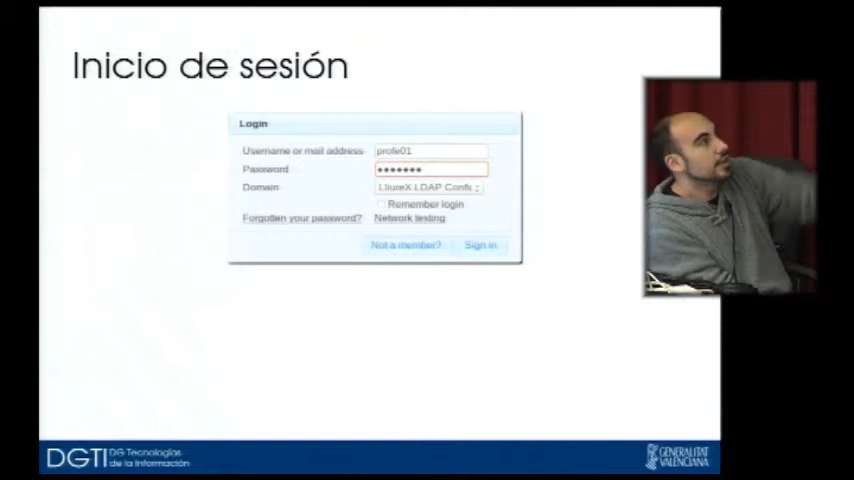 Inicio de sesión
Login
Username or mail address profe01
Password •••••••
Domain LliureX LDAP Confi
Remember login
Forgotten your password? Network testing
Not a member? Sign in
DGTI DG Tecnologías
de la Información
GENERALITAT
VALENCIANA